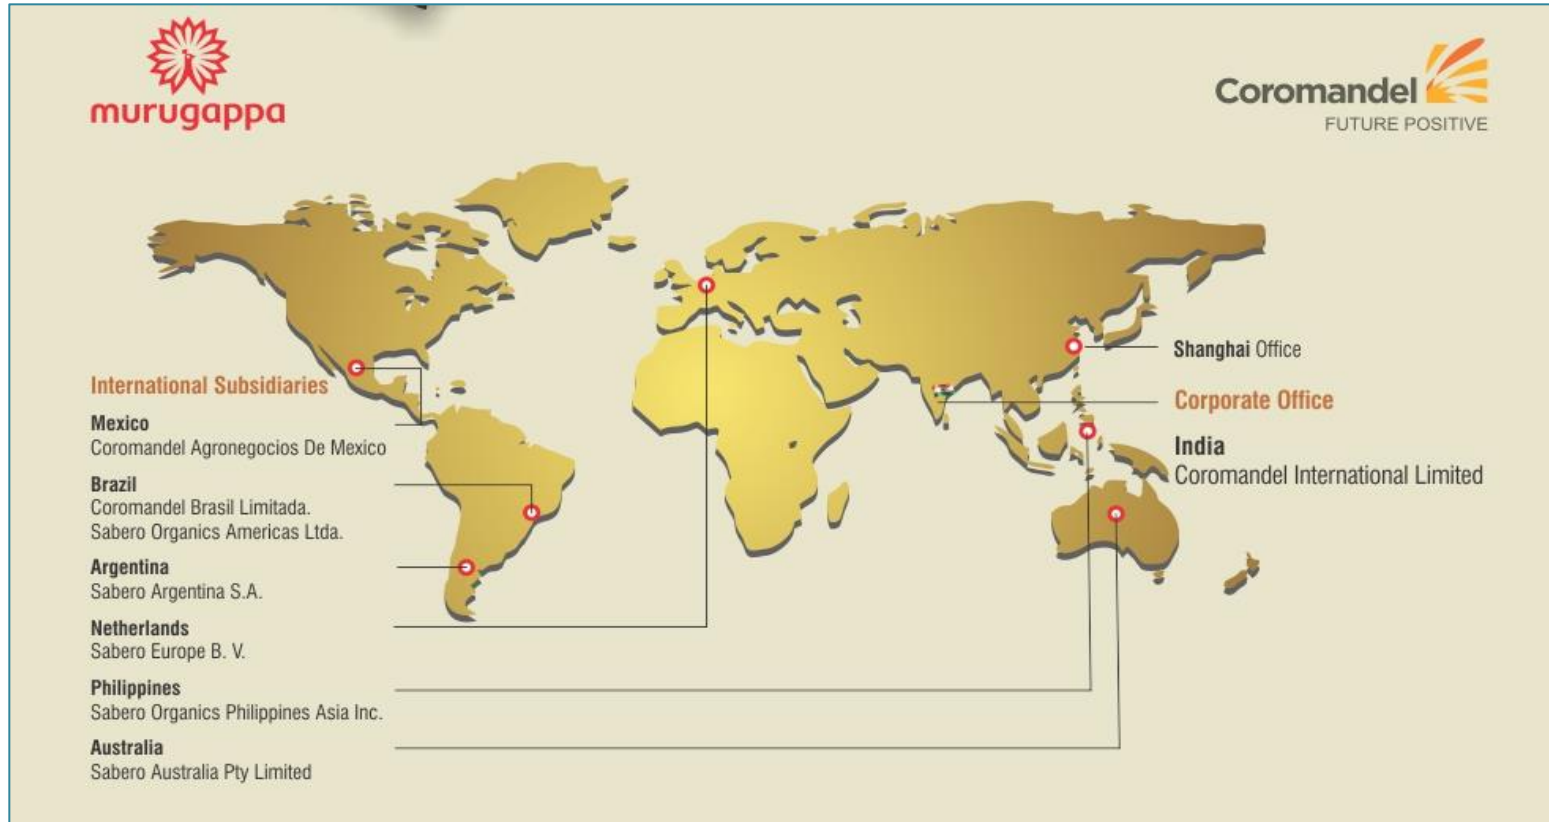 murugappa
Coromandel
FUTURE POSITIVE
International Subsidiaries
Mexico
Coromandel Agronegocios De Mexico
Brazil
Coromandel Brasil Limitada.
Sabero Organics Americas Ltda.
Argentina
Sabero Argentina S.A.
Netherlands
Sabero Europe B. V.
Philippines
Sabero Organics Philippines Asia Inc.
Australia
Sabero Australia Pty Limited
Shanghai Office
Corporate Office
India
Coromandel International Limited